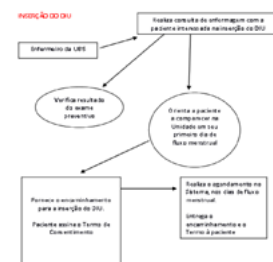 INSERÇÃO DO DIU
Realiza consulta de enfermagem com a
paciente interessada na inserção do DIU.
Enfermeiro da UBS
Verifica resultado
do exame
preventivo
Orienta a paciente
a comparecer na
Unidade em seu
primeiro dia de
fluxo menstrual
Fornece o encaminhamento
para a inserção do DIU.
Paciente assina o Termo de
Consentimento
Realiza o agendamento no
Sistema, nos dias de fluxo
menstrual
Entrega o
encaminhamento e o
Termo à paciente